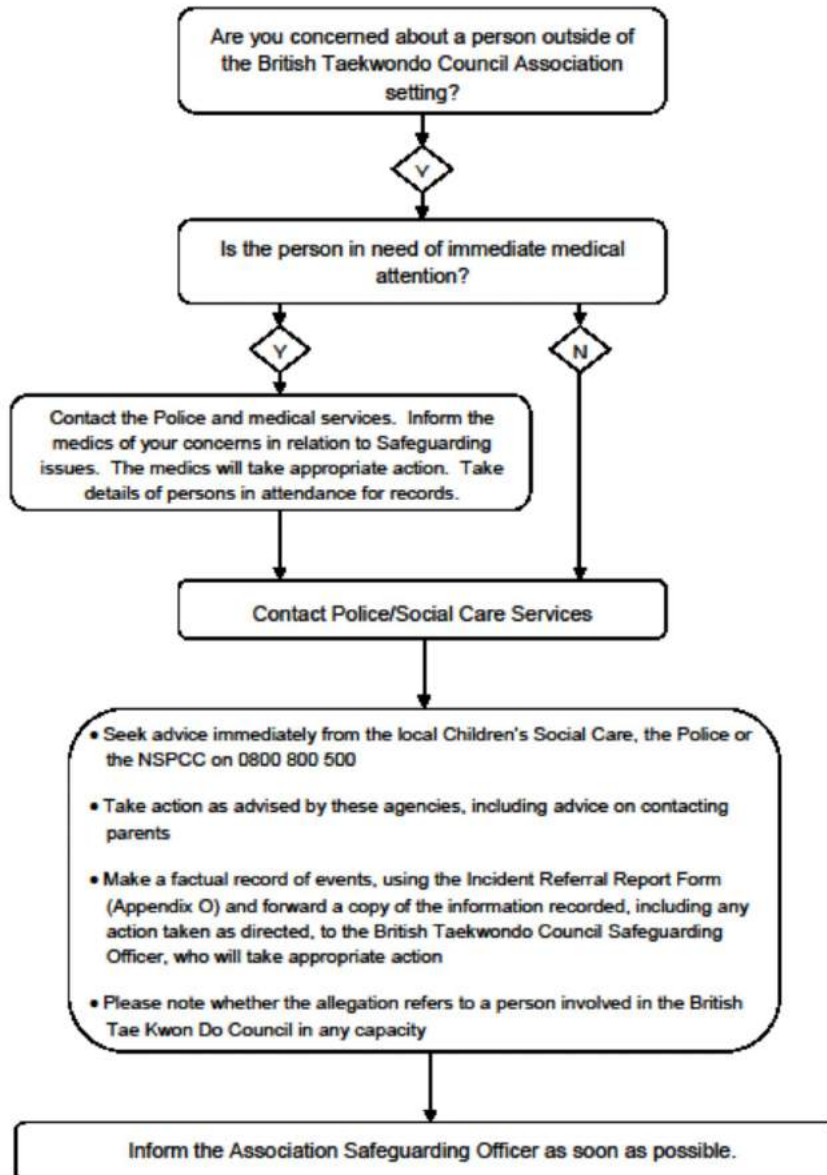 Are you concerned about a person outside of
the British Taekwondo Council Association
setting?
Y
Is the person in need of immediate medical
attention?
Y
N
Contact the Police and medical services. Inform the
medics of your concerns in relation to Safeguarding
issues. The medics will take appropriate action. Take
details of persons in attendance for records.
Contact Police/Social Care Services
• Seek advice immediately from the local Children's Social Care, the Police or
the NSPCC on 0800 800 500
• Take action as advised by these agencies, including advice on contacting
parents
• Make a factual record of events, using the Incident Referral Report Form
(Appendix O) and forward a copy of the information recorded, including any
action taken as directed, to the British Taekwondo Council Safeguarding
Officer, who will take appropriate action
• Please note whether the allegation refers to a person involved in the British
Tae Kwon Do Council in any capacity
Inform the Association Safeguarding Officer as soon as possible.